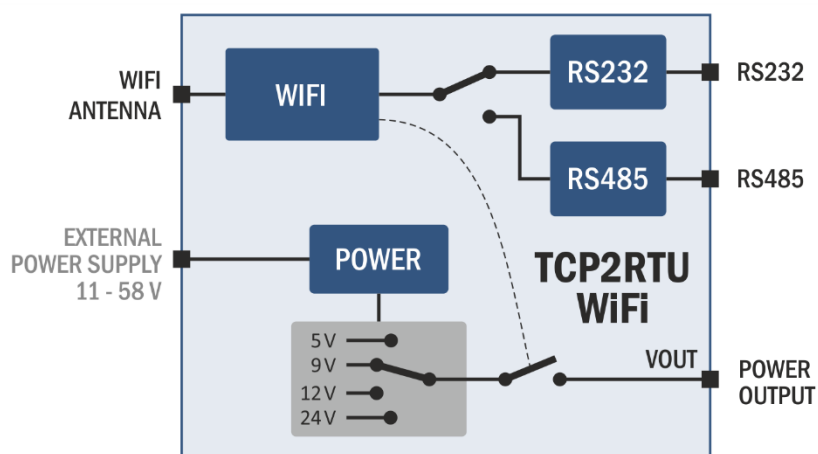 WIFI
ANTENNA
WIFI
RS232
RS232
RS485
RS485
EXTERNAL
POWER SUPPLY
11 - 58 V
POWER
TCP2RTU
WiFi
5 V
9 V
12 V
24 V
VOUT
POWER
OUTPUT